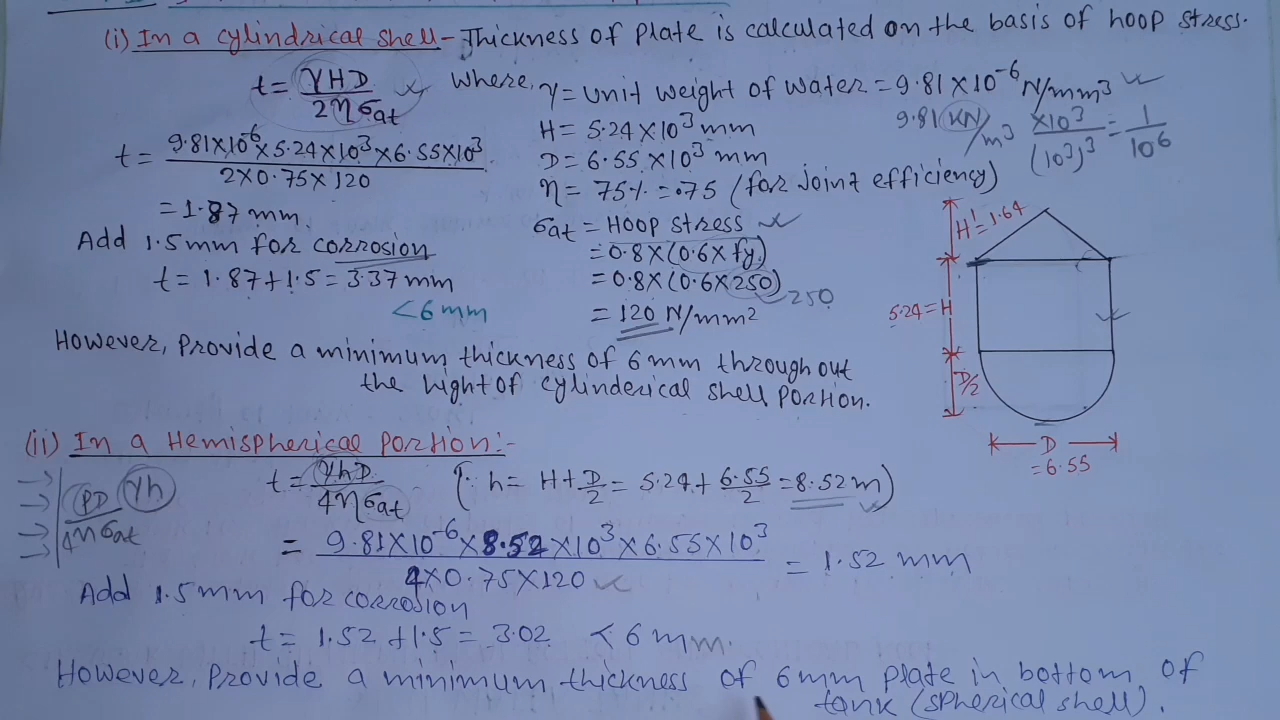 (i) In a cylindrical shell - Thickness of plate is calculated on the basis of hoop stress.
t = γHD / 2ησat
Where, γ = unit weight of water = 9.81×10⁻⁶ N/mm³
9.81 KN/m³ ×10³/(10³)³ = 1/10⁶
H = 5.24×10³ mm
D = 6.55×10³ mm
η = 75% = .75 (for joint efficiency)
t = 9.81×10⁻⁶×5.24×10³×6.55×10³ / 2×0.75×120
= 1.87 mm
σat = Hoop stress
= 0.8×(0.6×fy)
= 0.8×(0.6×250)
250
= 120 N/mm²
Add 1.5mm for corrosion
t = 1.87+1.5 = 3.37 mm
<6 mm
However, provide a minimum thickness of 6mm throughout
the hight of cylinderical shell portion.
H' = 1.64
5.24 = H
D/2
D
= 6.55
(ii) In a Hemispherical portion:-
t = γhD / 4ησat
(∵ h = H+D/2 = 5.24+6.55/2 = 8.52 m)
PD / 4ησat
γh
= 9.81×10⁻⁶×8.52×10³×6.55×10³ / 4×0.75×120 = 1.52 mm
Add 1.5mm for corrosion
t = 1.52+1.5 = 3.02 <6 mm.
However, provide a minimum thickness of 6mm plate in bottom of
tank (spherical shell).